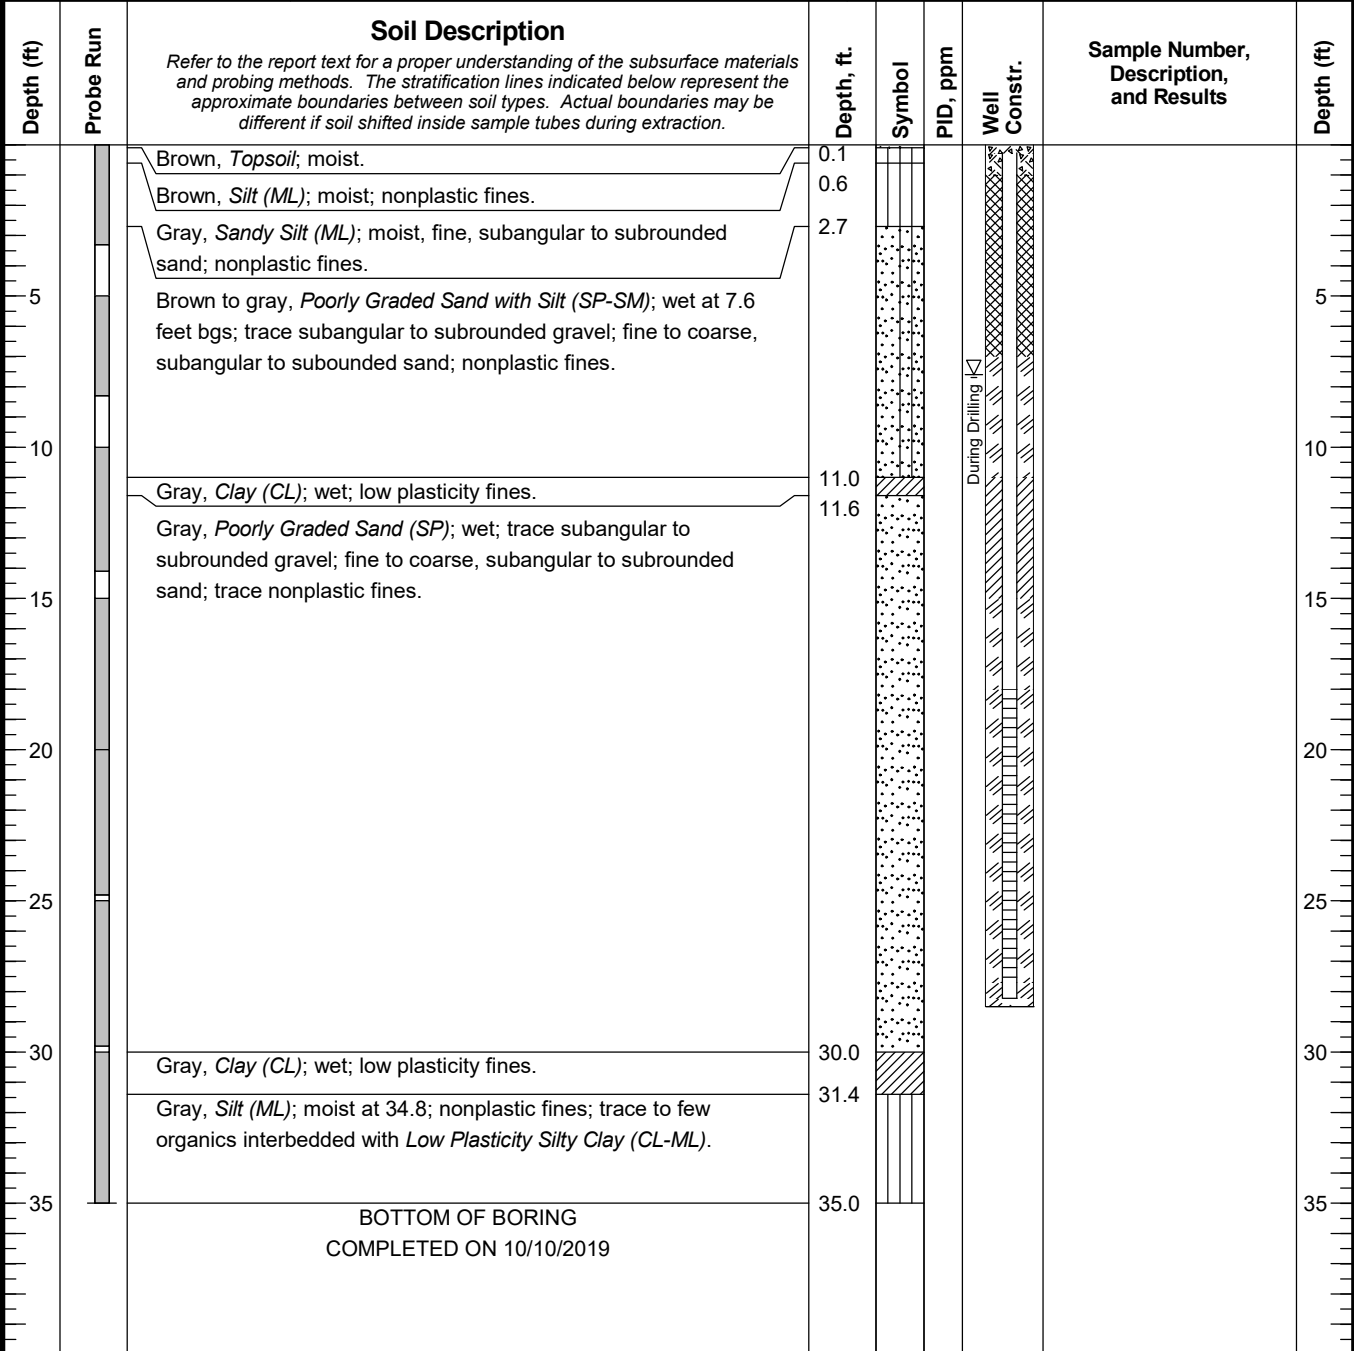 Depth (ft)
Probe Run
Soil Description
Refer to the report text for a proper understanding of the subsurface materials
and probing methods. The stratification lines indicated below represent the
approximate boundaries between soil types. Actual boundaries may be
different if soil shifted inside sample tubes during extraction.
Depth, ft.
Symbol
PID, ppm
Well
Constr.
Sample Number,
Description,
and Results
Depth (ft)
Brown, Topsoil; moist.
0.1
Brown, Silt (ML); moist; nonplastic fines.
0.6
Gray, Sandy Silt (ML); moist, fine, subangular to subrounded
sand; nonplastic fines.
2.7
5
Brown to gray, Poorly Graded Sand with Silt (SP-SM); wet at 7.6
feet bgs; trace subangular to subrounded gravel; fine to coarse,
subangular to subounded sand; nonplastic fines.
5
During Drilling
10
10
11.0
Gray, Clay (CL); wet; low plasticity fines.
11.6
Gray, Poorly Graded Sand (SP); wet; trace subangular to
subrounded gravel; fine to coarse, subangular to subrounded
sand; trace nonplastic fines.
15
15
20
20
25
25
30
30.0
30
Gray, Clay (CL); wet; low plasticity fines.
31.4
Gray, Silt (ML); moist at 34.8; nonplastic fines; trace to few
organics interbedded with Low Plasticity Silty Clay (CL-ML).
35
35.0
35
BOTTOM OF BORING
COMPLETED ON 10/10/2019